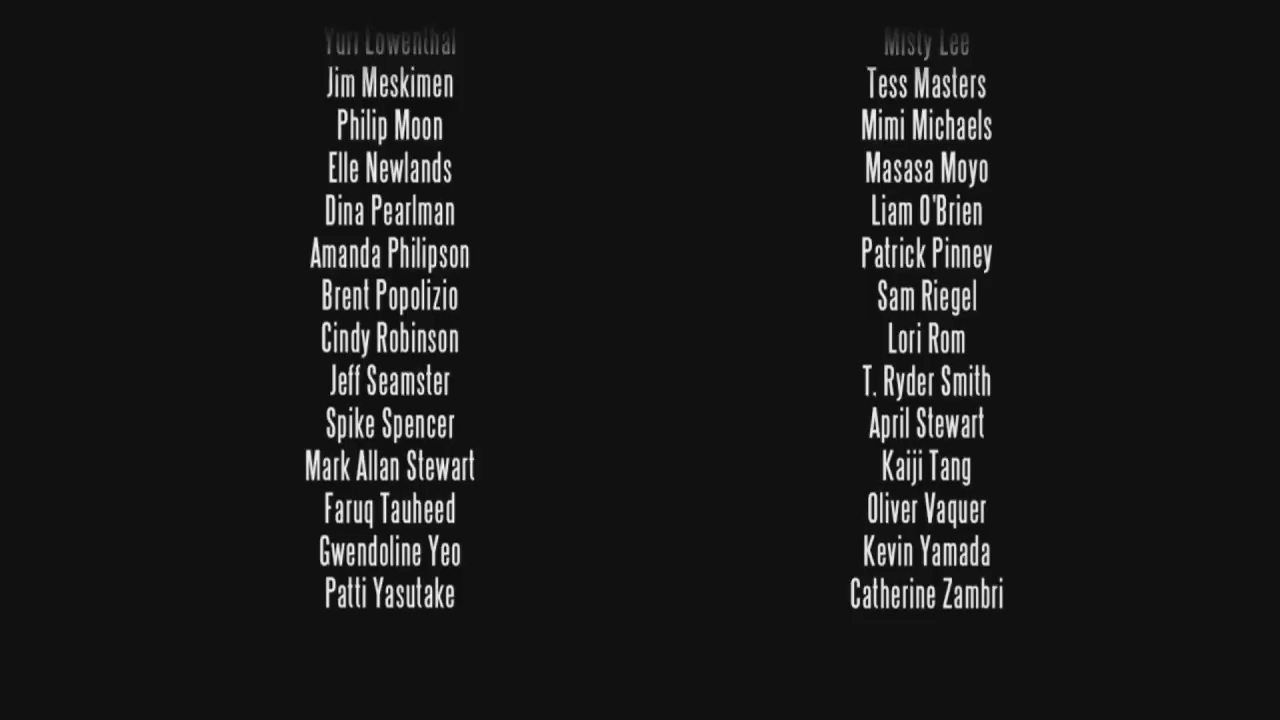 Yuri Lowenthal Misty Lee
Jim Meskimen Tess Masters
Philip Moon Mimi Michaels
Elle Newlands Masasa Moyo
Dina Pearlman Liam O'Brien
Amanda Philipson Patrick Pinney
Brent Popolizio Sam Riegel
Cindy Robinson Lori Rom
Jeff Seamster T. Ryder Smith
Spike Spencer April Stewart
Mark Allan Stewart Kaiji Tang
Faruq Tauheed Oliver Vaquer
Gwendoline Yeo Kevin Yamada
Patti Yasutake Catherine Zambri